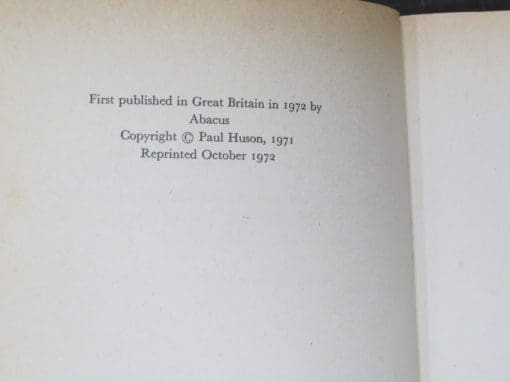 First published in Great Britain in 1972 by
Abacus
Copyright © Paul Huson, 1971
Reprinted October 1972